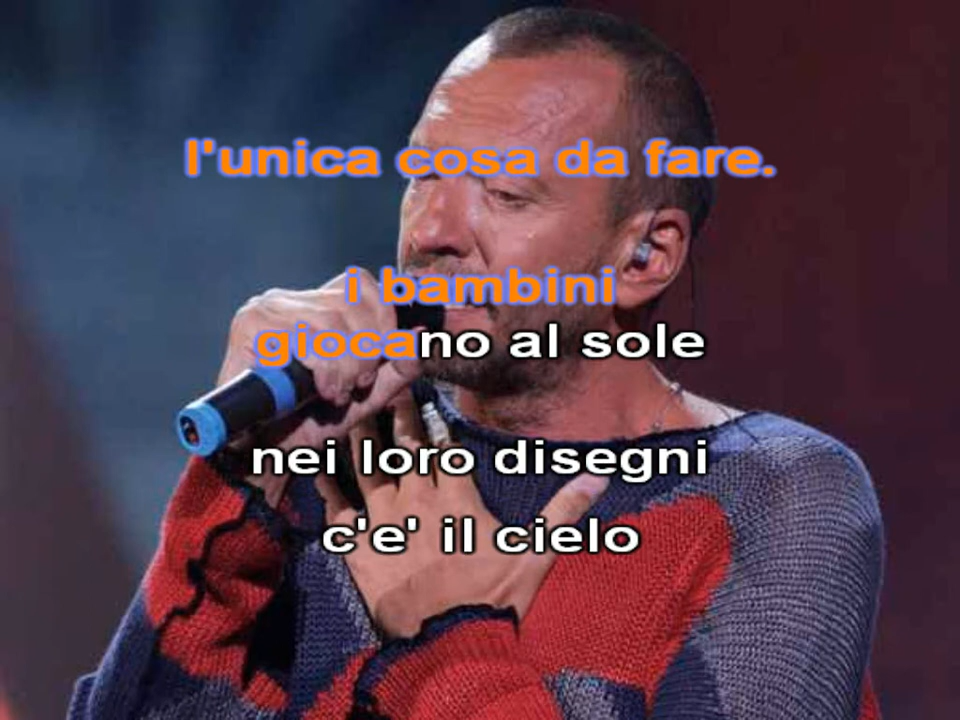 l'unica cosa da fare.
i bambini
giocano al sole
nei loro disegni
c'e' il cielo